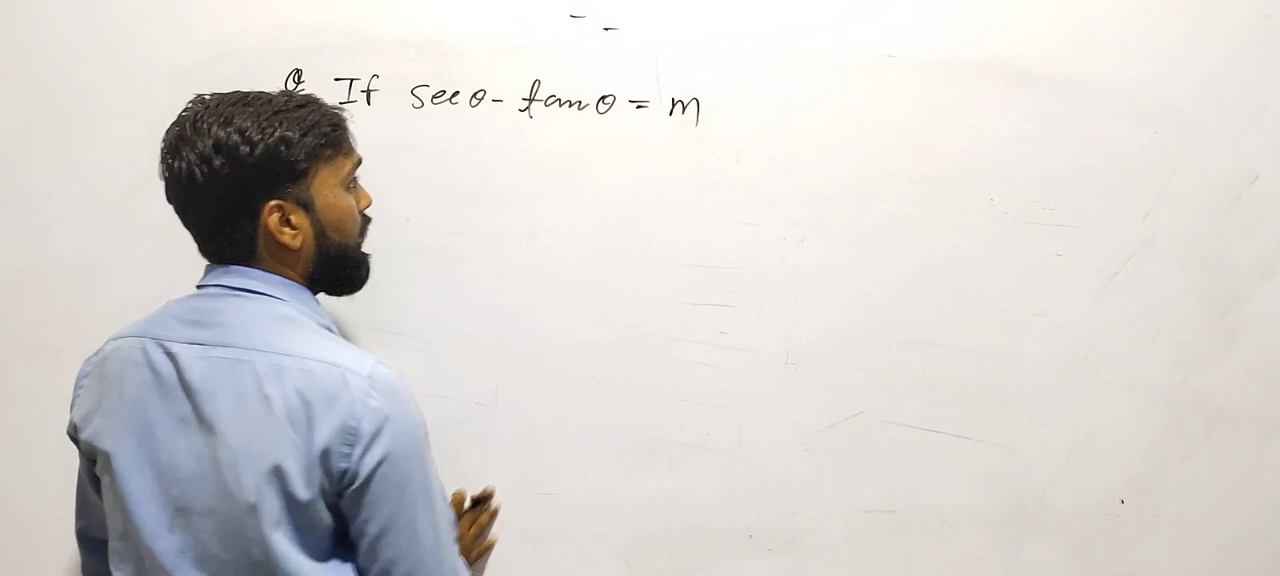 Q If secθ - tanθ = m